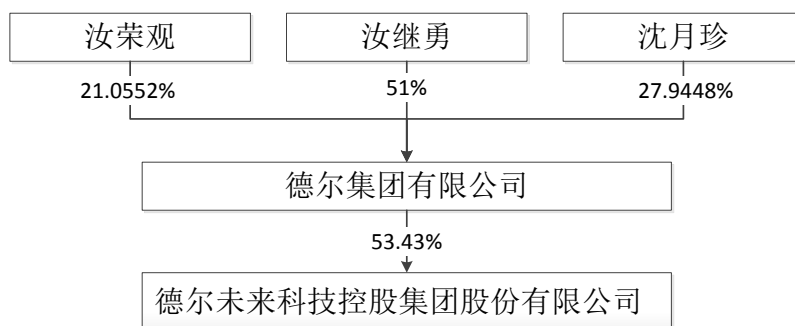 汝荣观 汝继勇 沈月珍
21.0552% 51% 27.9448%
德尔集团有限公司
53.43%
德尔未来科技控股集团股份有限公司